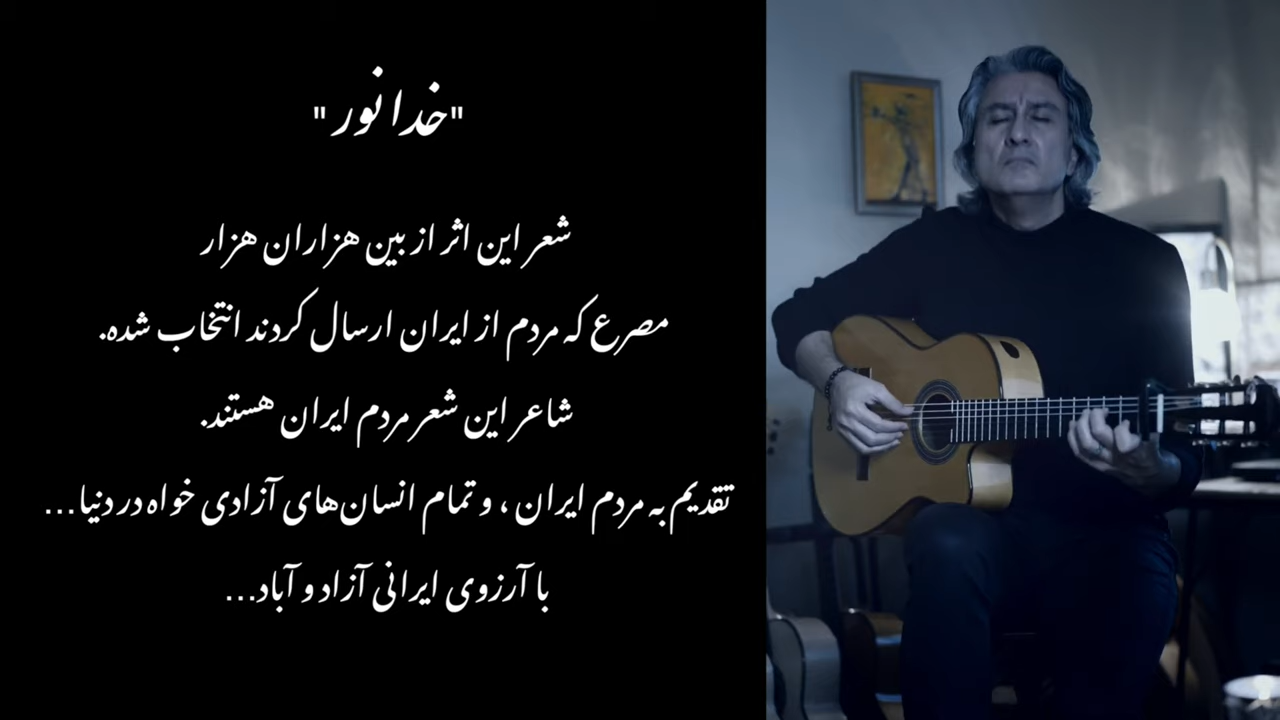 "خدانور"
شعر این اثر از بین هزاران هزار
مصرع که مردم از ایران ارسال کردند انتخاب شده.
شاعر این شعر مردم ایران هستند.
تقدیم به مردم ایران ، و تمام انسان‌های آزادی خواه در دنیا...
با آرزوی ایرانی آزاد و آباد...